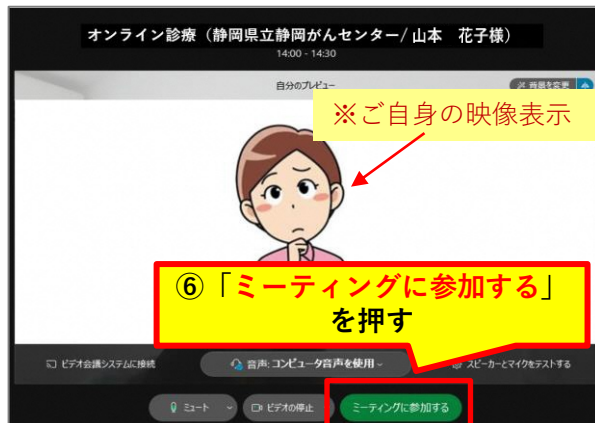 オンライン診療（静岡県立静岡がんセンター/ 山本　花子様）
14:00 - 14:30
自分のプレビュー
背景を変更
※ご自身の映像表示
⑥「ミーティングに参加する」
を押す
ビデオ会議システムに接続
音声: コンピュータ音声を使用
スピーカーとマイクをテストする
ミュート
ビデオの停止
ミーティングに参加する